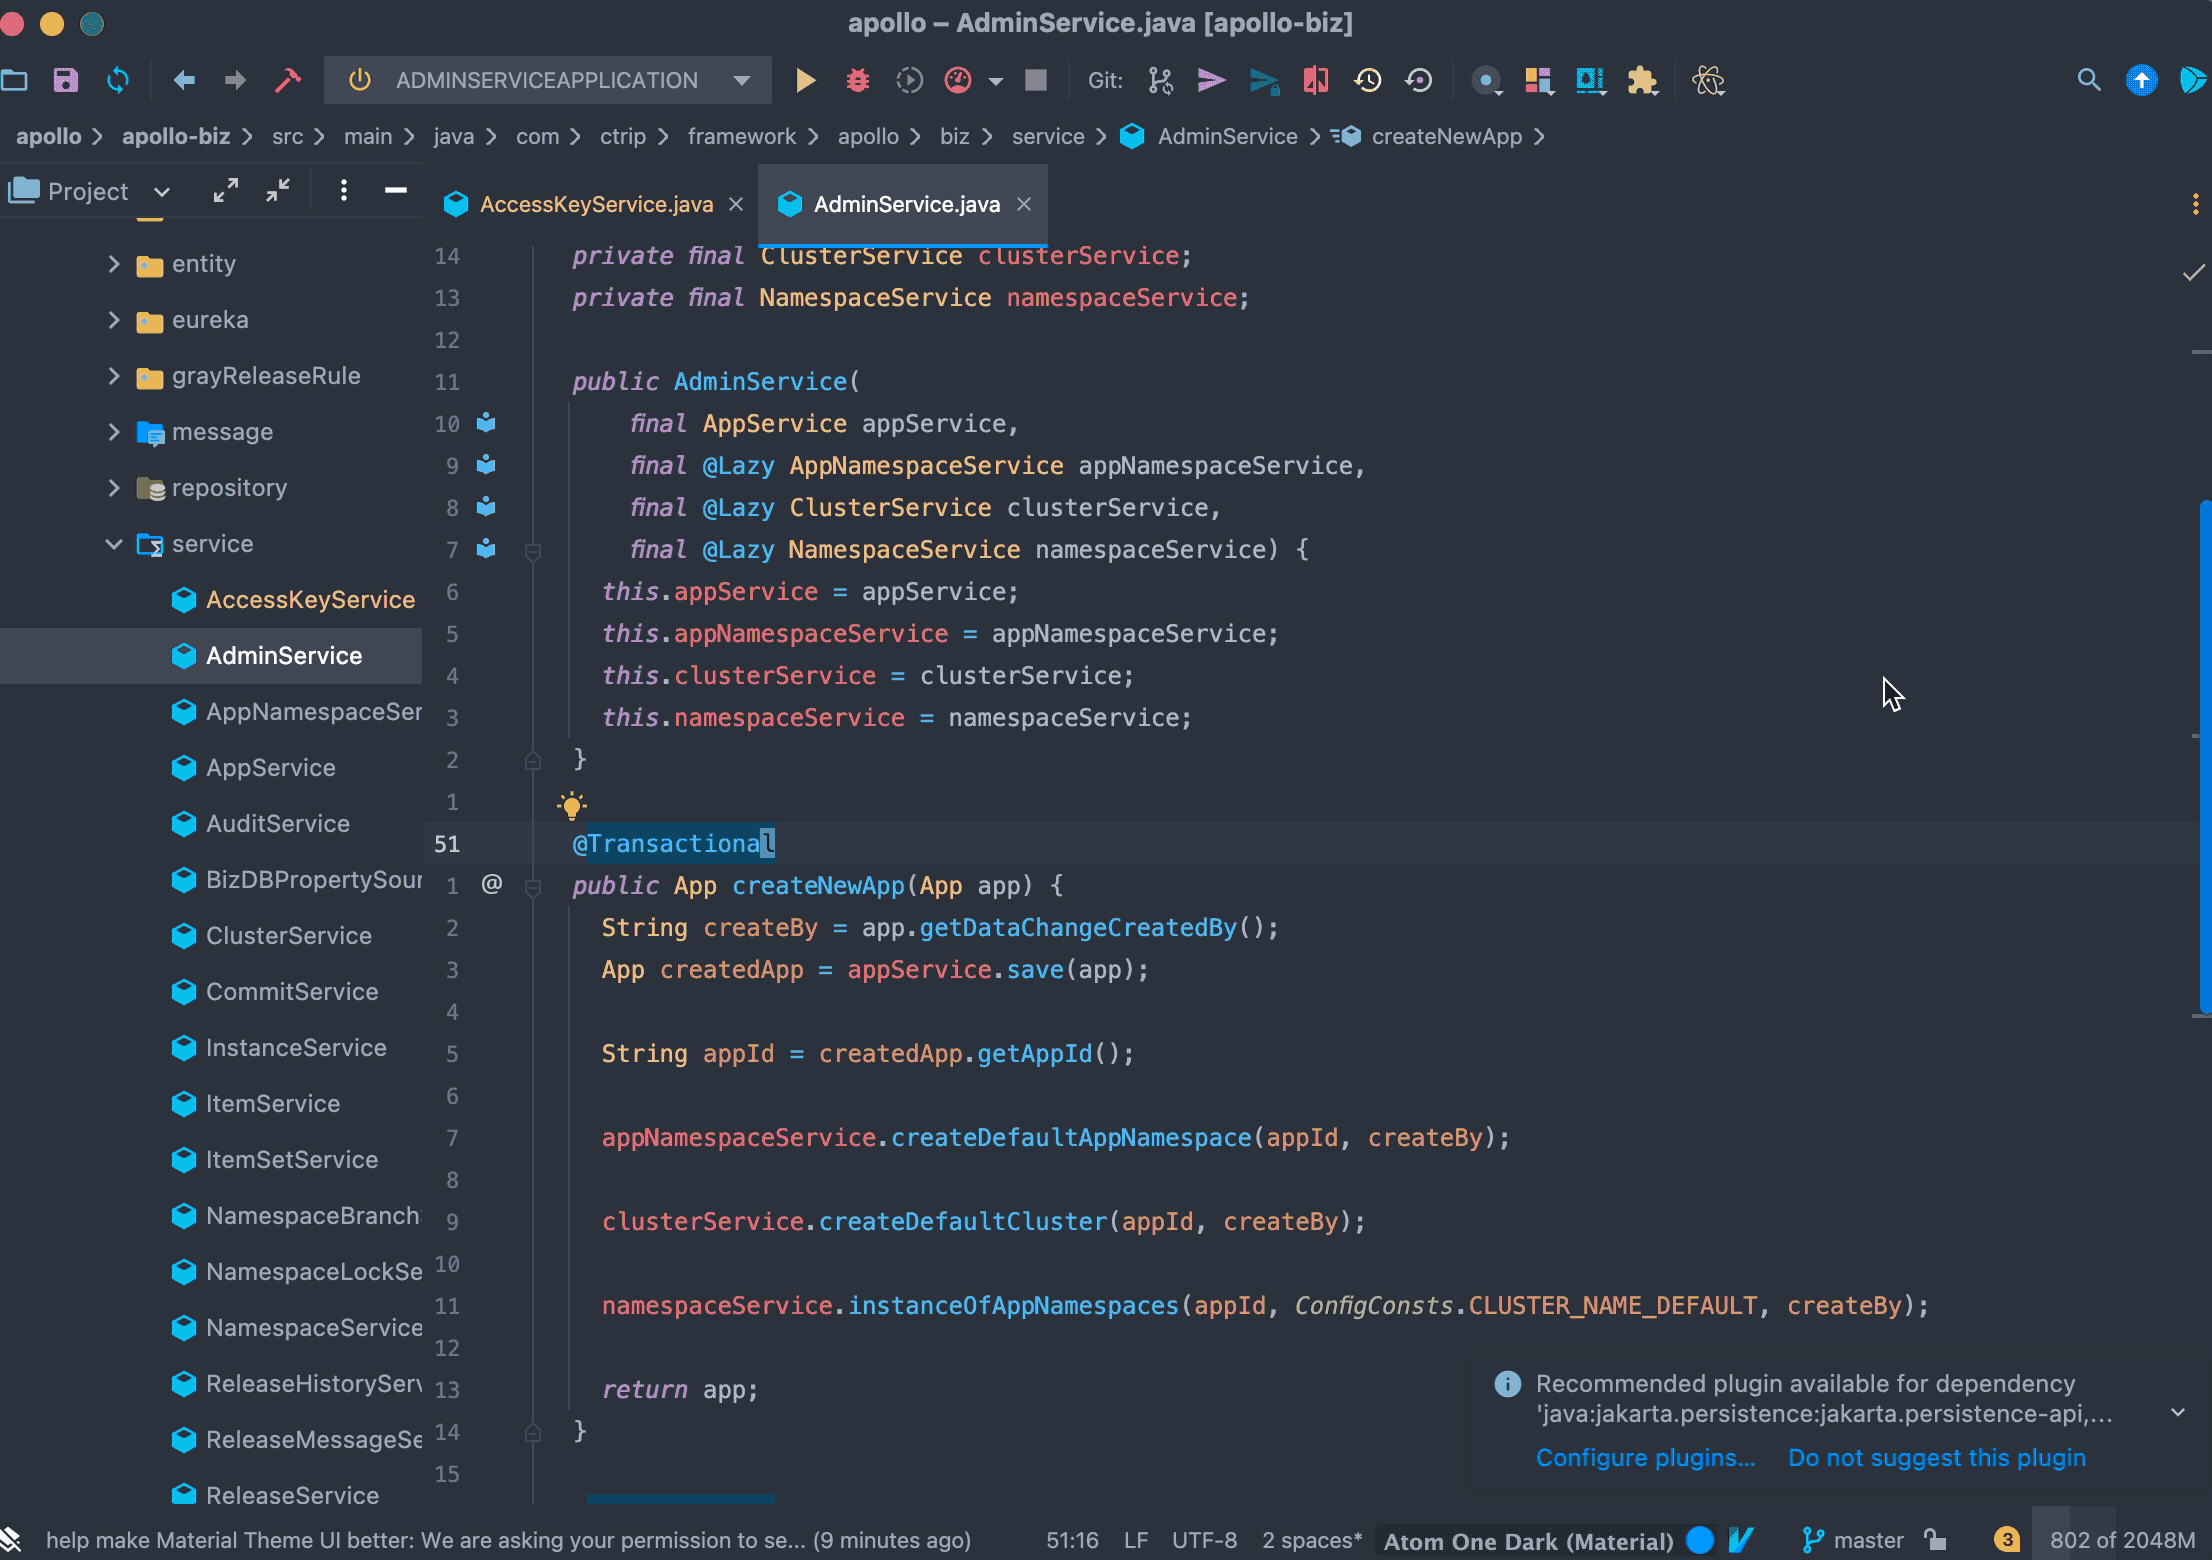 apollo – AdminService.java [apollo-biz]
ADMINSERVICEAPPLICATION Git:
apollo apollo-biz src main java com ctrip framework apollo biz service AdminService createNewApp
Project
entity
eureka
grayReleaseRule
message
repository
service
AccessKeyService
AdminService
AppNamespaceSer
AppService
AuditService
BizDBPropertySour
ClusterService
CommitService
InstanceService
ItemService
ItemSetService
NamespaceBranch
NamespaceLockSe
NamespaceService
ReleaseHistoryServ
ReleaseMessageSe
ReleaseService
AccessKeyService.java AdminService.java
14 private final ClusterService clusterService;
13 private final NamespaceService namespaceService;
12
11 public AdminService(
10 final AppService appService,
9 final @Lazy AppNamespaceService appNamespaceService,
8 final @Lazy ClusterService clusterService,
7 final @Lazy NamespaceService namespaceService) {
6 this.appService = appService;
5 this.appNamespaceService = appNamespaceService;
4 this.clusterService = clusterService;
3 this.namespaceService = namespaceService;
2 }
1
51 @Transactional
1 @ public App createNewApp(App app) {
2 String createBy = app.getDataChangeCreatedBy();
3 App createdApp = appService.save(app);
4
5 String appId = createdApp.getAppId();
6
7 appNamespaceService.createDefaultAppNamespace(appId, createBy);
8
9 clusterService.createDefaultCluster(appId, createBy);
10
11 namespaceService.instanceOfAppNamespaces(appId, ConfigConsts.CLUSTER_NAME_DEFAULT, createBy);
12
13 return app;
14 }
15
Recommended plugin available for dependency
'java:jakarta.persistence:jakarta.persistence-api,...
Configure plugins... Do not suggest this plugin
help make Material Theme UI better: We are asking your permission to se... (9 minutes ago) 51:16 LF UTF-8 2 spaces* Atom One Dark (Material) master 3 802 of 2048M